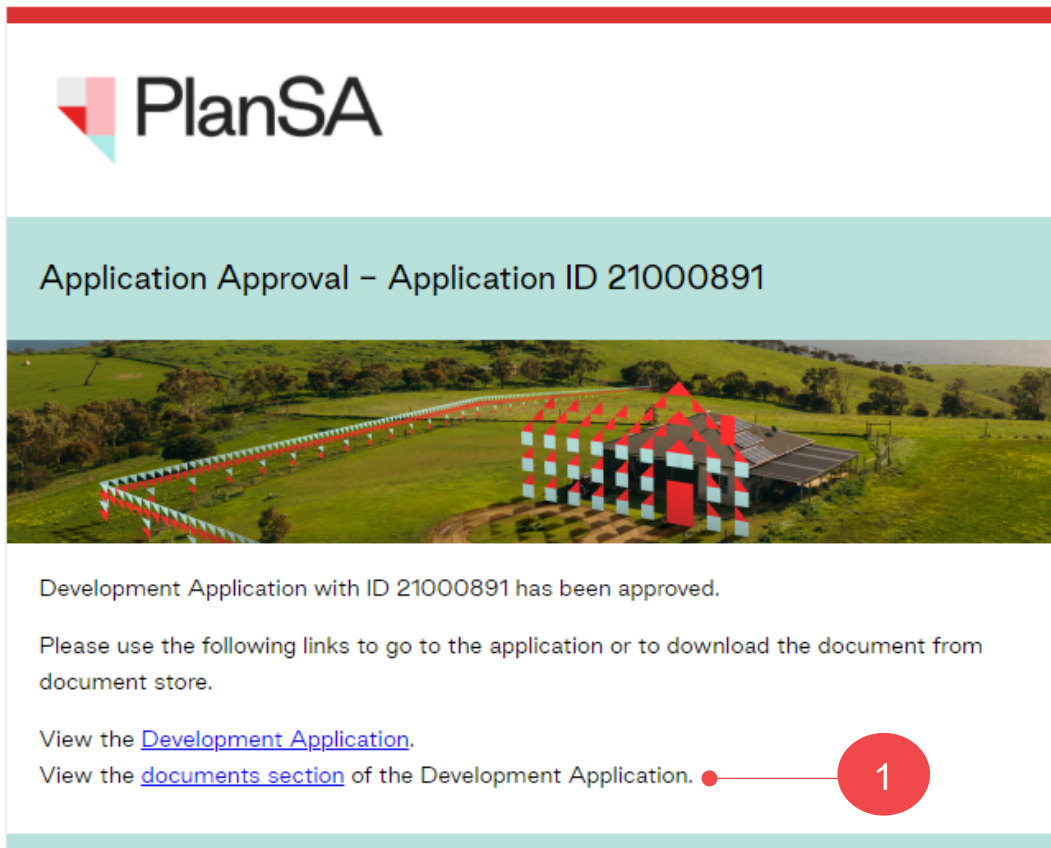 PlanSA
Application Approval – Application ID 21000891
Development Application with ID 21000891 has been approved.
Please use the following links to go to the application or to download the document from
document store.
View the Development Application.
View the documents section of the Development Application.
1